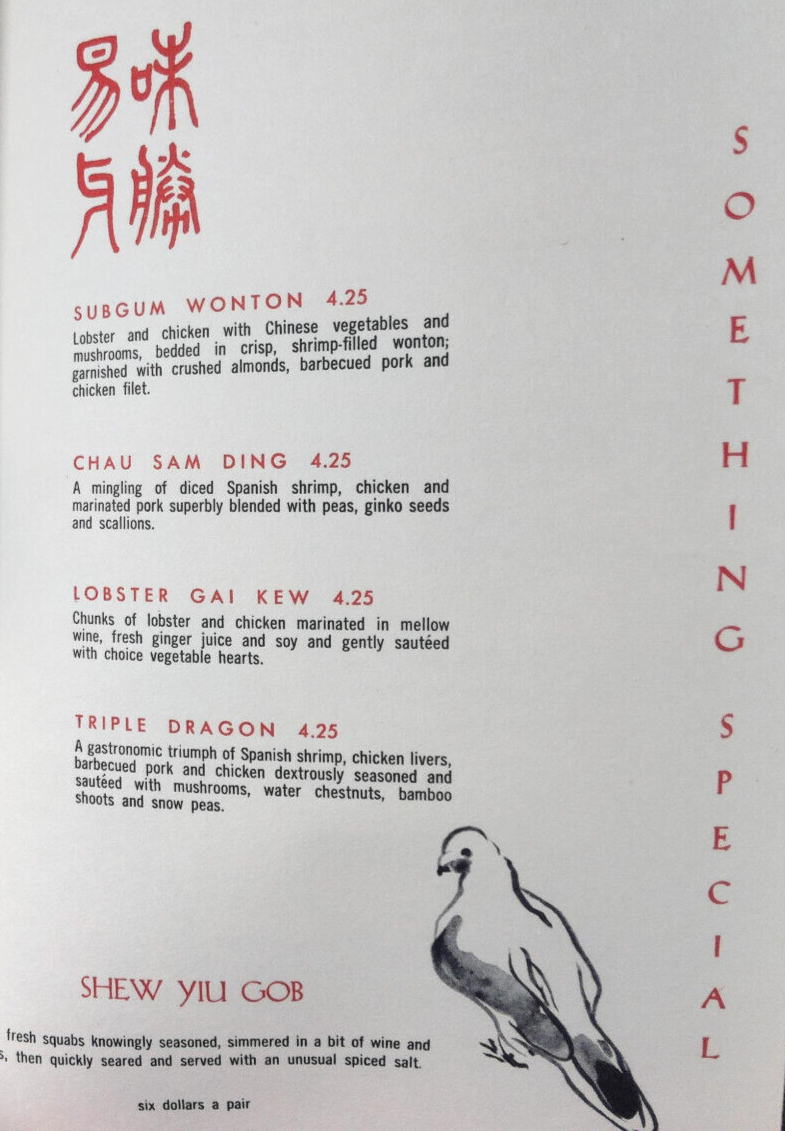 味勝
易
SUBGUM WONTON 4.25
Lobster and chicken with Chinese vegetables and
mushrooms, bedded in crisp, shrimp-filled wonton;
garnished with crushed almonds, barbecued pork and
chicken filet.
CHAU SAM DING 4.25
A mingling of diced Spanish shrimp, chicken and
marinated pork superbly blended with peas, ginko seeds
and scallions.
LOBSTER GAI KEW 4.25
Chunks of lobster and chicken marinated in mellow
wine, fresh ginger juice and soy and gently sautéed
with choice vegetable hearts.
TRIPLE DRAGON 4.25
A gastronomic triumph of Spanish shrimp, chicken livers,
barbecued pork and chicken dextrously seasoned and
sautéed with mushrooms, water chestnuts, bamboo
shoots and snow peas.
SHEW YIU GOB
fresh squabs knowingly seasoned, simmered in a bit of wine and
s, then quickly seared and served with an unusual spiced salt.
six dollars a pair
SOMETHING SPECIAL